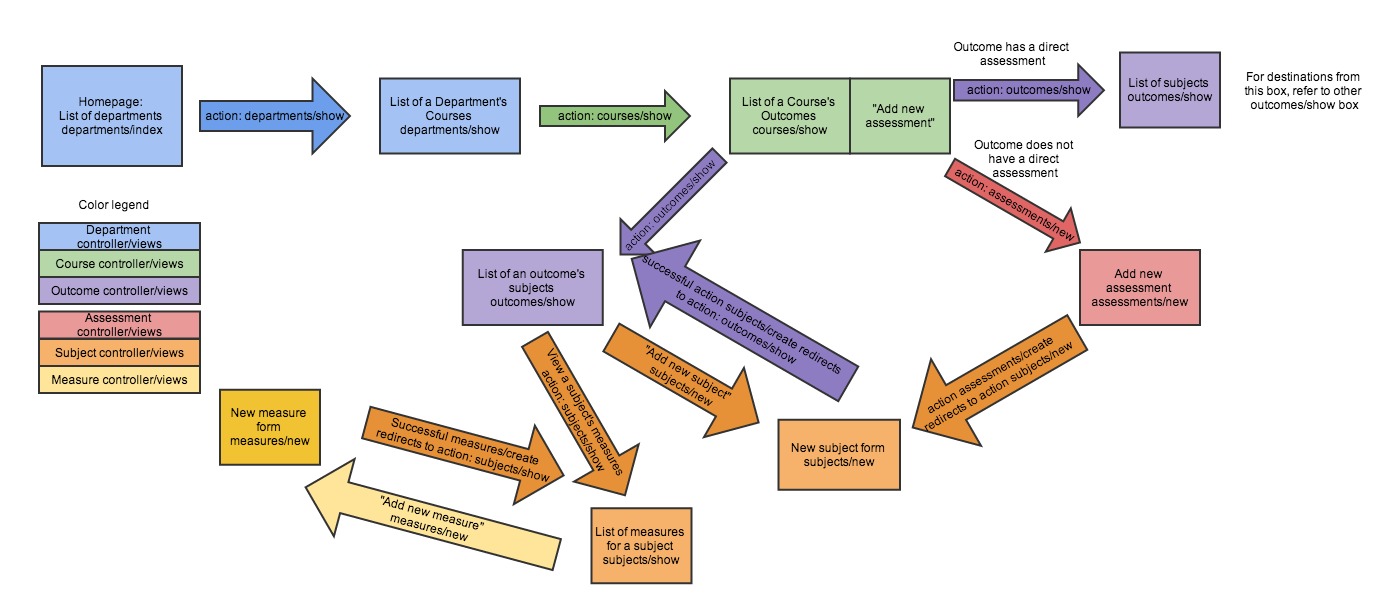 Homepage:
List of departments
departments/index
action: departments/show
List of a Department's
Courses
departments/show
action: courses/show
List of a Course's
Outcomes
courses/show
"Add new
assessment"
Outcome has a direct
assessment
action: outcomes/show
List of subjects
outcomes/show
For destinations from
this box, refer to other
outcomes/show box
Outcome does not
have a direct
assessment
action: assessments/new
action: outcomes/show
Color legend
Department
controller/views
Course controller/views
Outcome controller/views
Assessment
controller/views
Subject controller/views
Measure controller/views
List of an outcome's
subjects
outcomes/show
successful action subjects/create redirects
to action: outcomes/show
Add new
assessment
assessments/new
action assessments/create
redirects to action subjects/new
"Add new subject"
subjects/new
View a subject's measures
action: subjects/show
New subject form
subjects/new
New measure
form
measures/new
Successful measures/create
redirects to action: subjects/show
"Add new measure"
measures/new
List of measures
for a subject
subjects/show